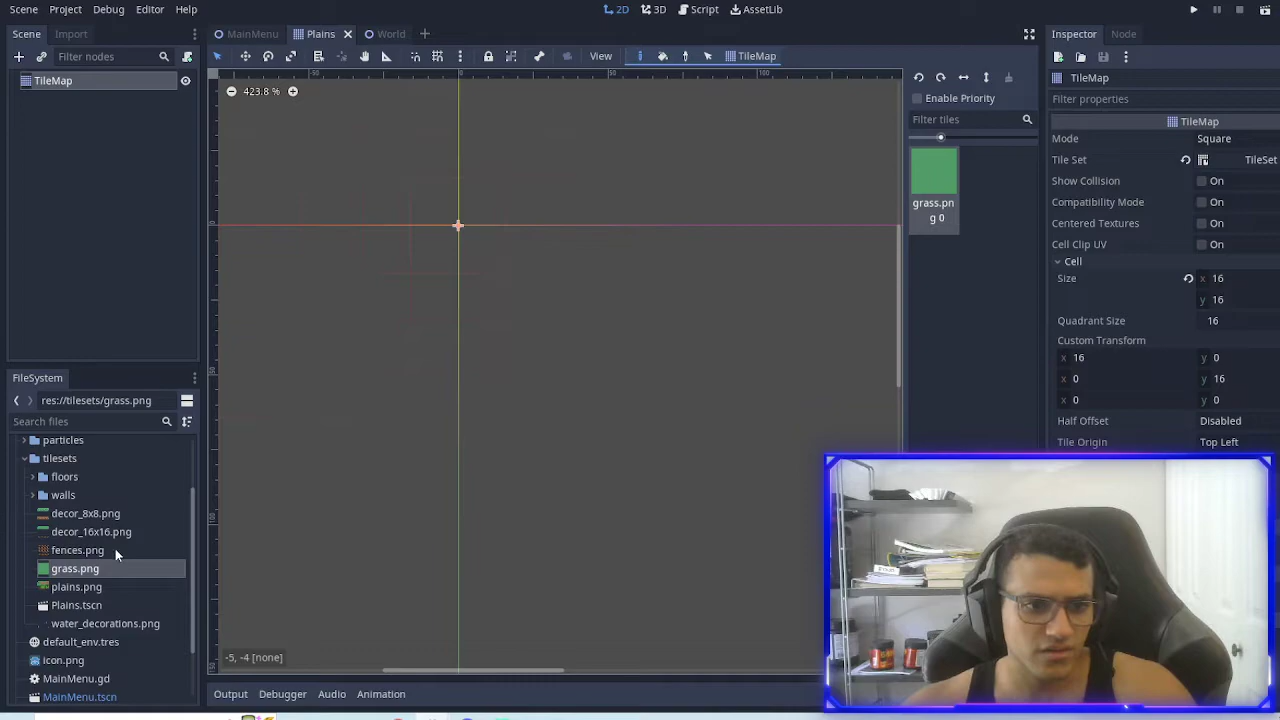 Scene Project Debug Editor Help
2D 3D Script AssetLib
Scene Import
MainMenu Plains World
Inspector Node
Filter nodes
View
TileMap
TileMap
TileMap
-50 0 50 100
423.8 %
Enable Priority
Filter properties
Filter tiles
TileMap
Mode Square
grass.pn
g 0
Tile Set TileSet
Show Collision On
Compatibility Mode On
Centered Textures On
Cell Clip UV On
Cell
Size x 16
y 16
Quadrant Size 16
Custom Transform
x 16 y 0
x 0 y 16
x 0 y 0
Half Offset Disabled
Tile Origin Top Left
FileSystem
res://tilesets/grass.png
Search files
particles
tilesets
floors
walls
decor_8x8.png
decor_16x16.png
fences.png
grass.png
plains.png
Plains.tscn
water_decorations.png
default_env.tres
icon.png
MainMenu.gd
MainMenu.tscn
-5, -4 [none]
Output Debugger Audio Animation